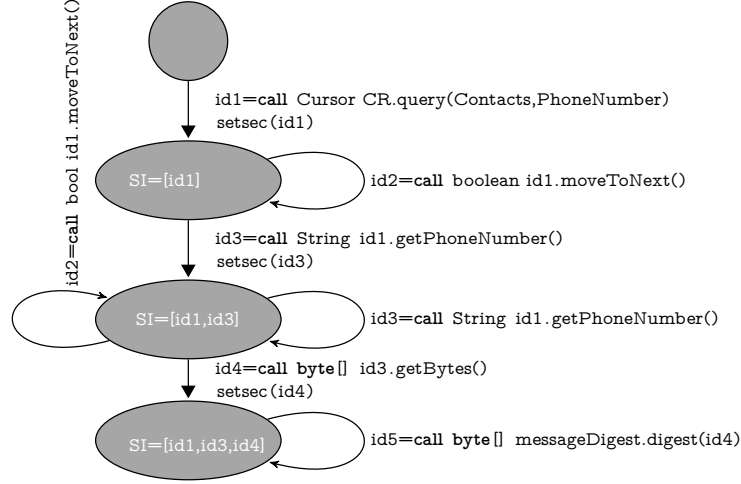 id1=call Cursor CR.query(Contacts,PhoneNumber)
setsec(id1)
id2=call bool id1.moveToNext()
SI=[id1]
id2=call boolean id1.moveToNext()
id3=call String id1.getPhoneNumber()
setsec(id3)
SI=[id1,id3]
id3=call String id1.getPhoneNumber()
id4=call byte[] id3.getBytes()
setsec(id4)
SI=[id1,id3,id4]
id5=call byte[] messageDigest.digest(id4)